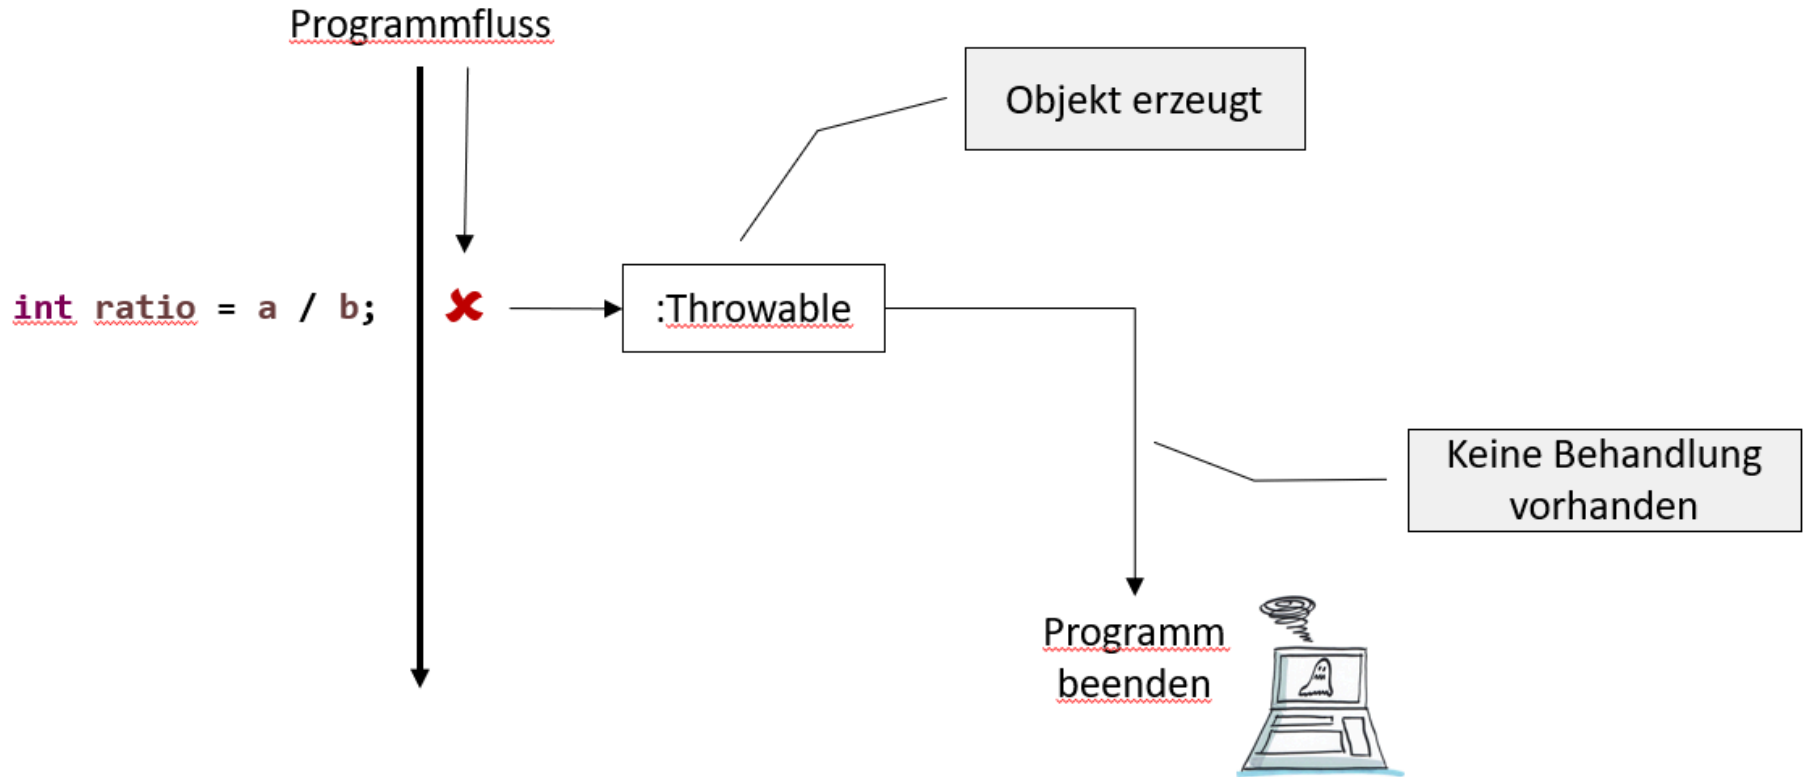 Programmfluss
Objekt erzeugt
int ratio = a / b;
:Throwable
Keine Behandlung
vorhanden
Programm
beenden